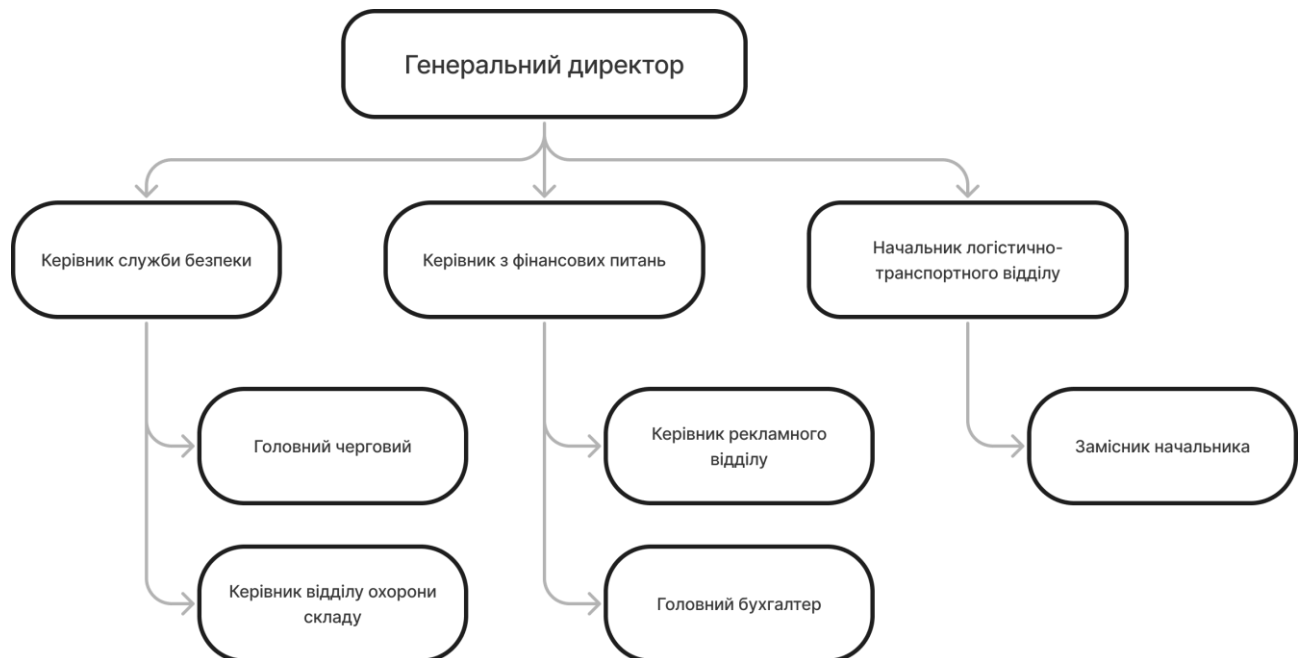 Генеральний директор
Керівник служби безпеки
Керівник з фінансових питань
Начальник логістично-
транспортного відділу
Головний черговий
Керівник рекламного
відділу
Замісник начальника
Керівник відділу охорони
складу
Головний бухгалтер